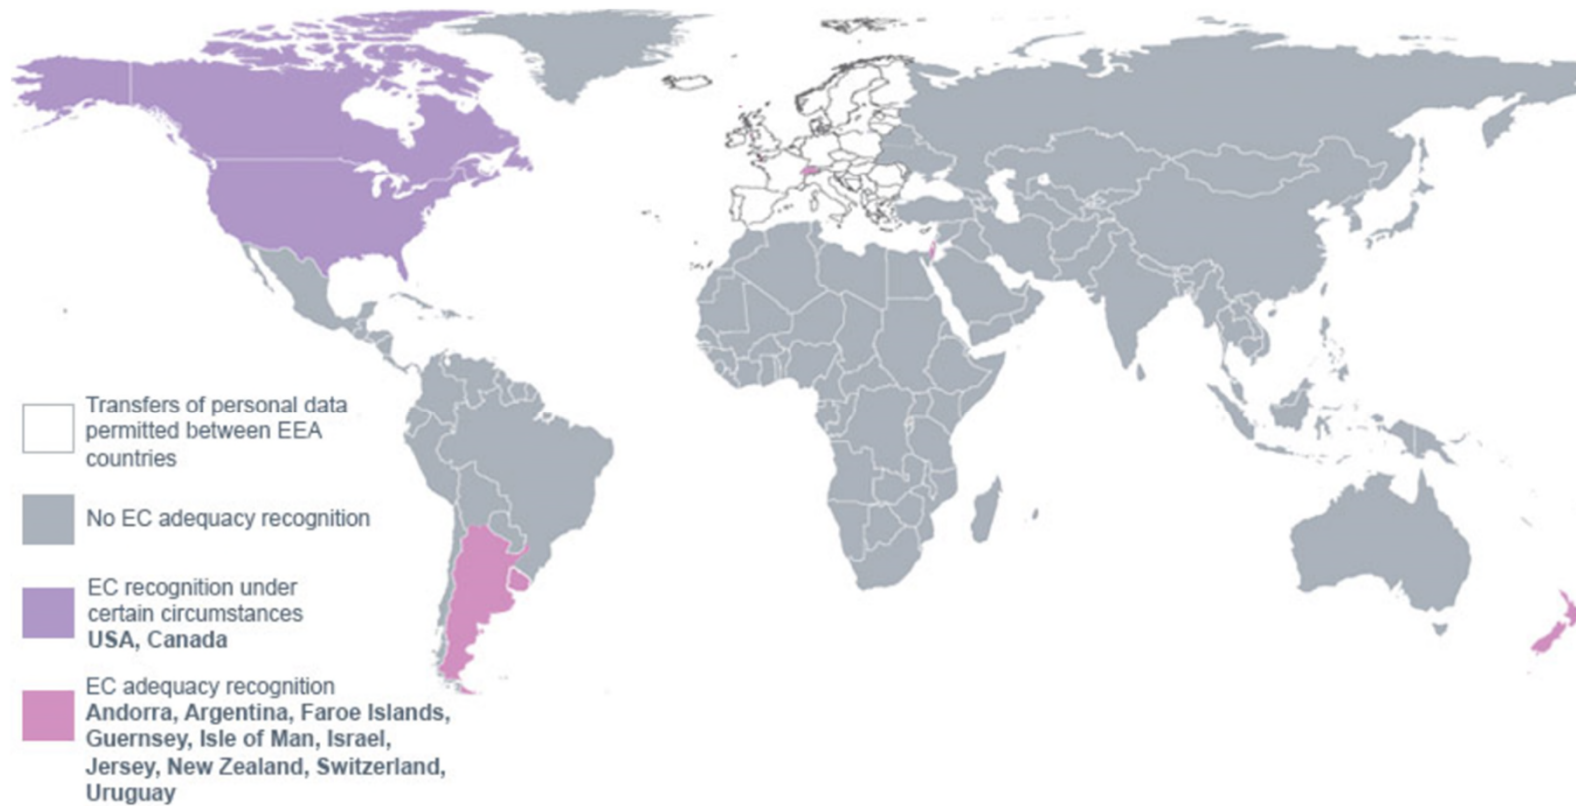 Transfers of personal data
permitted between EEA
countries
No EC adequacy recognition
EC recognition under
certain circumstances
USA, Canada
EC adequacy recognition
Andorra, Argentina, Faroe Islands,
Guernsey, Isle of Man, Israel,
Jersey, New Zealand, Switzerland,
Uruguay